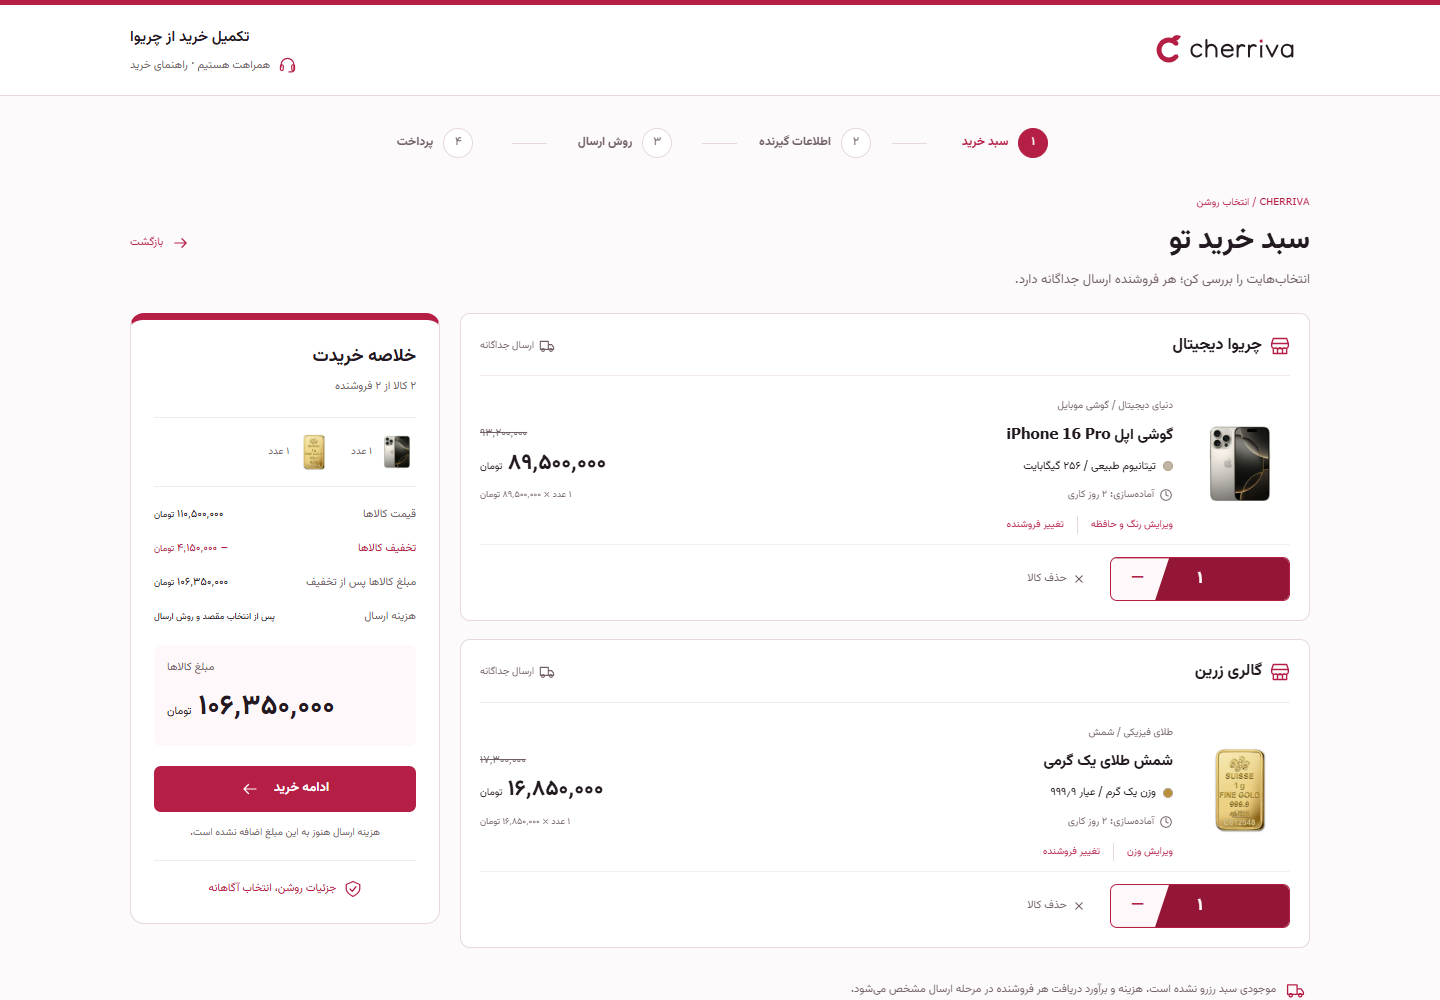 cherriva
تکمیل خرید از چریوا
همراهت هستیم · راهنمای خرید
۱ سبد خرید
۲ اطلاعات گیرنده
۳ روش ارسال
۴ پرداخت
CHERRIVA / انتخاب روشن
سبد خرید تو
بازگشت
انتخاب‌هایت را بررسی کن؛ هر فروشنده ارسال جداگانه دارد.
چریوا دیجیتال
ارسال جداگانه
دنیای دیجیتال / گوشی موبایل
گوشی اپل iPhone 16 Pro
تیتانیوم طبیعی / ۲۵۶ گیگابایت
آماده‌سازی: ۲ روز کاری
ویرایش رنگ و حافظه
تغییر فروشنده
۹۳,۲۰۰,۰۰۰
۸۹,۵۰۰,۰۰۰ تومان
۱ عدد × ۸۹,۵۰۰,۰۰۰ تومان
۱ −
حذف کالا
گالری زرین
ارسال جداگانه
طلای فیزیکی / شمش
شمش طلای یک گرمی
وزن یک گرم / عیار ۹۹۹٫۹
آماده‌سازی: ۲ روز کاری
ویرایش وزن
تغییر فروشنده
SUISSE
1 g
FINE GOLD
999.9
۱۷,۳۰۰,۰۰۰
۱۶,۸۵۰,۰۰۰ تومان
۱ عدد × ۱۶,۸۵۰,۰۰۰ تومان
۱ −
حذف کالا
موجودی سبد رزرو نشده است. هزینه و برآورد دریافت هر فروشنده در مرحله ارسال مشخص می‌شود.
خلاصه خریدت
۲ کالا از ۲ فروشنده
۱ عدد
۱ عدد
قیمت کالاها ۱۱۰,۵۰۰,۰۰۰ تومان
تخفیف کالاها − ۴,۱۵۰,۰۰۰ تومان
مبلغ کالاها پس از تخفیف ۱۰۶,۳۵۰,۰۰۰ تومان
هزینه ارسال پس از انتخاب مقصد و روش ارسال
مبلغ کالاها
۱۰۶,۳۵۰,۰۰۰ تومان
ادامه خرید
هزینه ارسال هنوز به این مبلغ اضافه نشده است.
جزئیات روشن، انتخاب آگاهانه